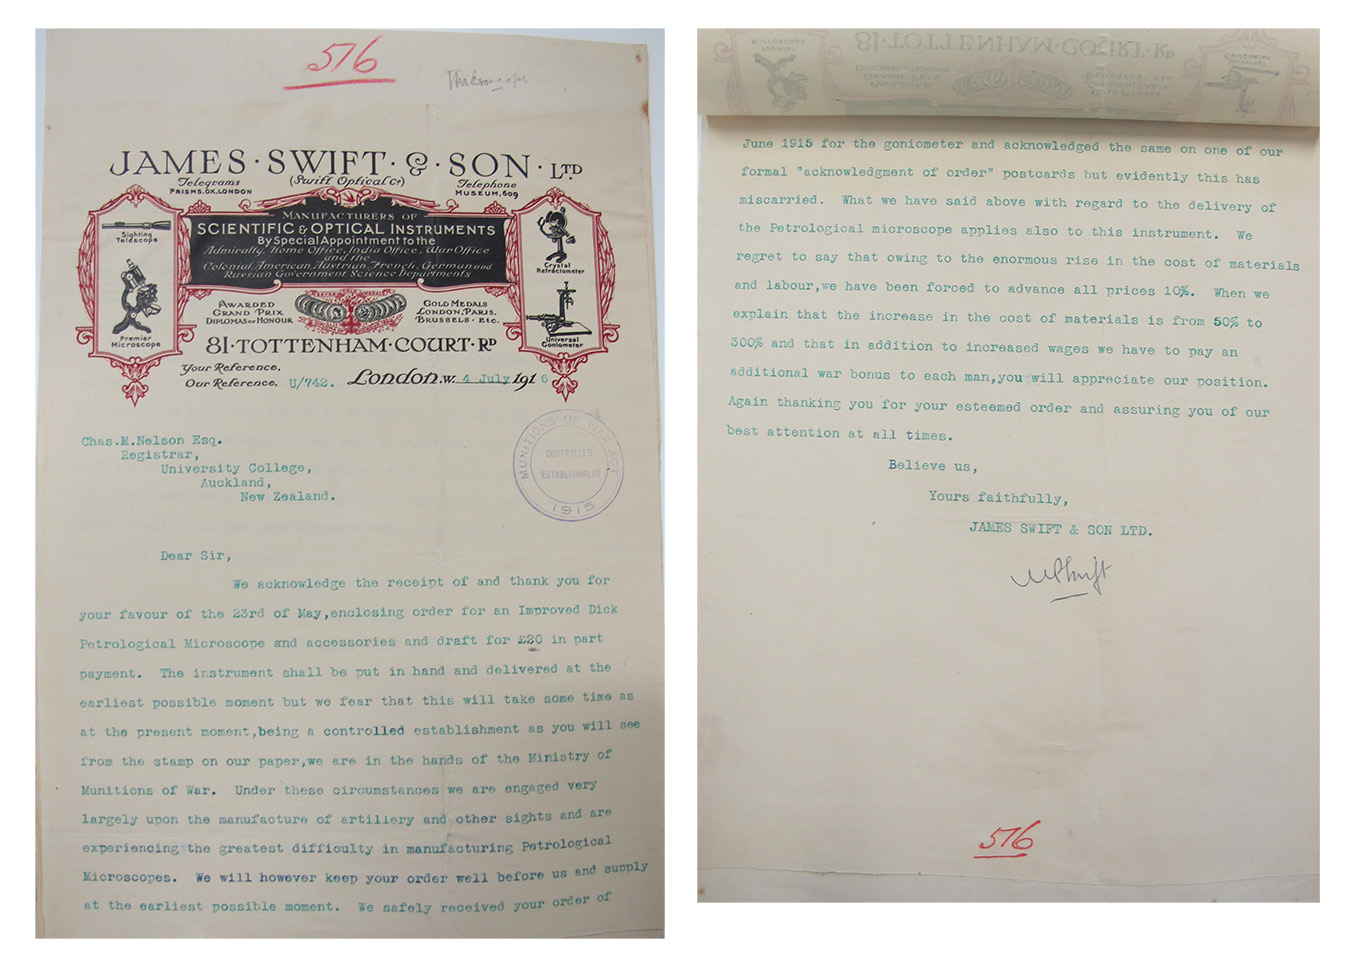 516
Microscope
JAMES · SWIFT · & · SON · LTD
(Swift Optical Co)
Telegrams
PRISMS.OX.LONDON
Telephone
MUSEUM, 609
MANUFACTURERS OF
SCIENTIFIC & OPTICAL INSTRUMENTS
By Special Appointment to the
Admiralty, Home Office, India Office, War Office
and the
Colonial, American, Austrian, French, German and
Russian Government Science Departments
Sighting
Telescope
Premier
Microscope
Crystal
Refractometer
Universal
Goniometer
AWARDED
GRAND PRIX
DIPLOMAS OF HONOUR
GOLD MEDALS
LONDON, PARIS,
BRUSSELS · ETC.
81 · TOTTENHAM · COURT · RD
Your Reference,
Our Reference, U/742. London.W. 4 July 1916
MUNITIONS OF WAR ACT
CONTROLLED
ESTABLISHMENT
1915
Chas.M.Nelson Esq.
Registrar,
University College,
Auckland,
New Zealand.
Dear Sir,
We acknowledge the receipt of and thank you for
your favour of the 23rd of May,enclosing order for an Improved Dick
Petrological Microscope and accessories and draft for £20 in part
payment. The instrument shall be put in hand and delivered at the
earliest possible moment but we fear that this will take some time as
at the present moment,being a controlled establishment as you will see
from the stamp on our paper,we are in the hands of the Ministry of
Munitions of War. Under these circumstances we are engaged very
largely upon the manufacture of artillery and other sights and are
experiencing the greatest difficulty in manufacturing Petrological
Microscopes. We will however keep your order well before us and supply
at the earliest possible moment. We safely received your order of
81 · TOTTENHAM · COURT · RD
June 1915 for the goniometer and acknowledged the same on one of our
formal "acknowledgment of order" postcards but evidently this has
miscarried. What we have said above with regard to the delivery of
the Petrological microscope applies also to this instrument. We
regret to say that owing to the enormous rise in the cost of materials
and labour,we have been forced to advance all prices 10%. When we
explain that the increase in the cost of materials is from 50% to
300% and that in addition to increased wages we have to pay an
additional war bonus to each man,you will appreciate our position.
Again thanking you for your esteemed order and assuring you of our
best attention at all times.
Believe us,
Yours faithfully,
JAMES SWIFT & SON LTD.
516